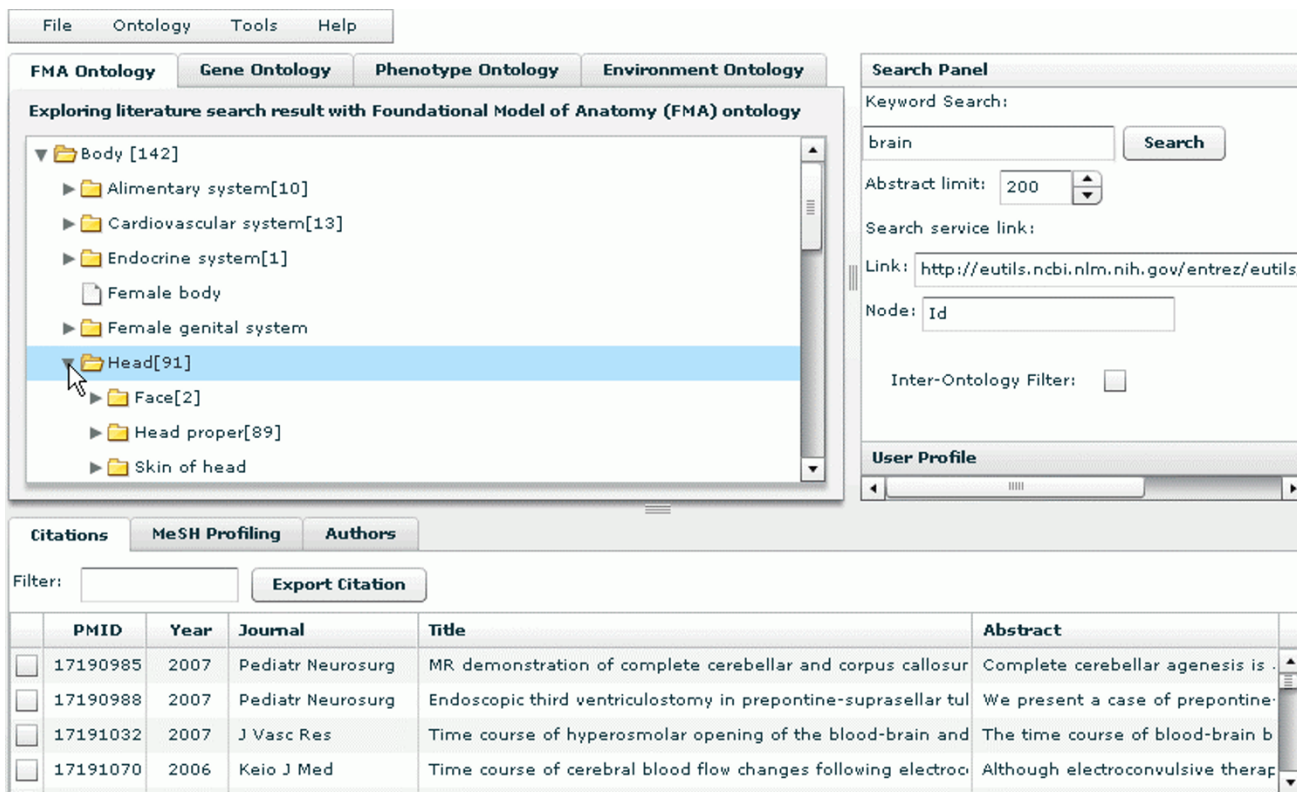 File Ontology Tools Help
FMA Ontology Gene Ontology Phenotype Ontology Environment Ontology
Exploring literature search result with Foundational Model of Anatomy (FMA) ontology
Body [142]
Alimentary system[10]
Cardiovascular system[13]
Endocrine system[1]
Female body
Female genital system
Head[91]
Face[2]
Head proper[89]
Skin of head
Search Panel
Keyword Search:
brain Search
Abstract limit: 200
Search service link:
Link: http://eutils.ncbi.nlm.nih.gov/entrez/eutils
Node: Id
Inter-Ontology Filter:
User Profile
Citations MeSH Profiling Authors
Filter: Export Citation
PMID Year Journal Title Abstract
17190985 2007 Pediatr Neurosurg MR demonstration of complete cerebellar and corpus callosur Complete cerebellar agenesis is .
17190988 2007 Pediatr Neurosurg Endoscopic third ventriculostomy in prepontine-suprasellar tul We present a case of prepontine-
17191032 2007 J Vasc Res Time course of hyperosmolar opening of the blood-brain and The time course of blood-brain b
17191070 2006 Keio J Med Time course of cerebral blood flow changes following electroc Although electroconvulsive therap